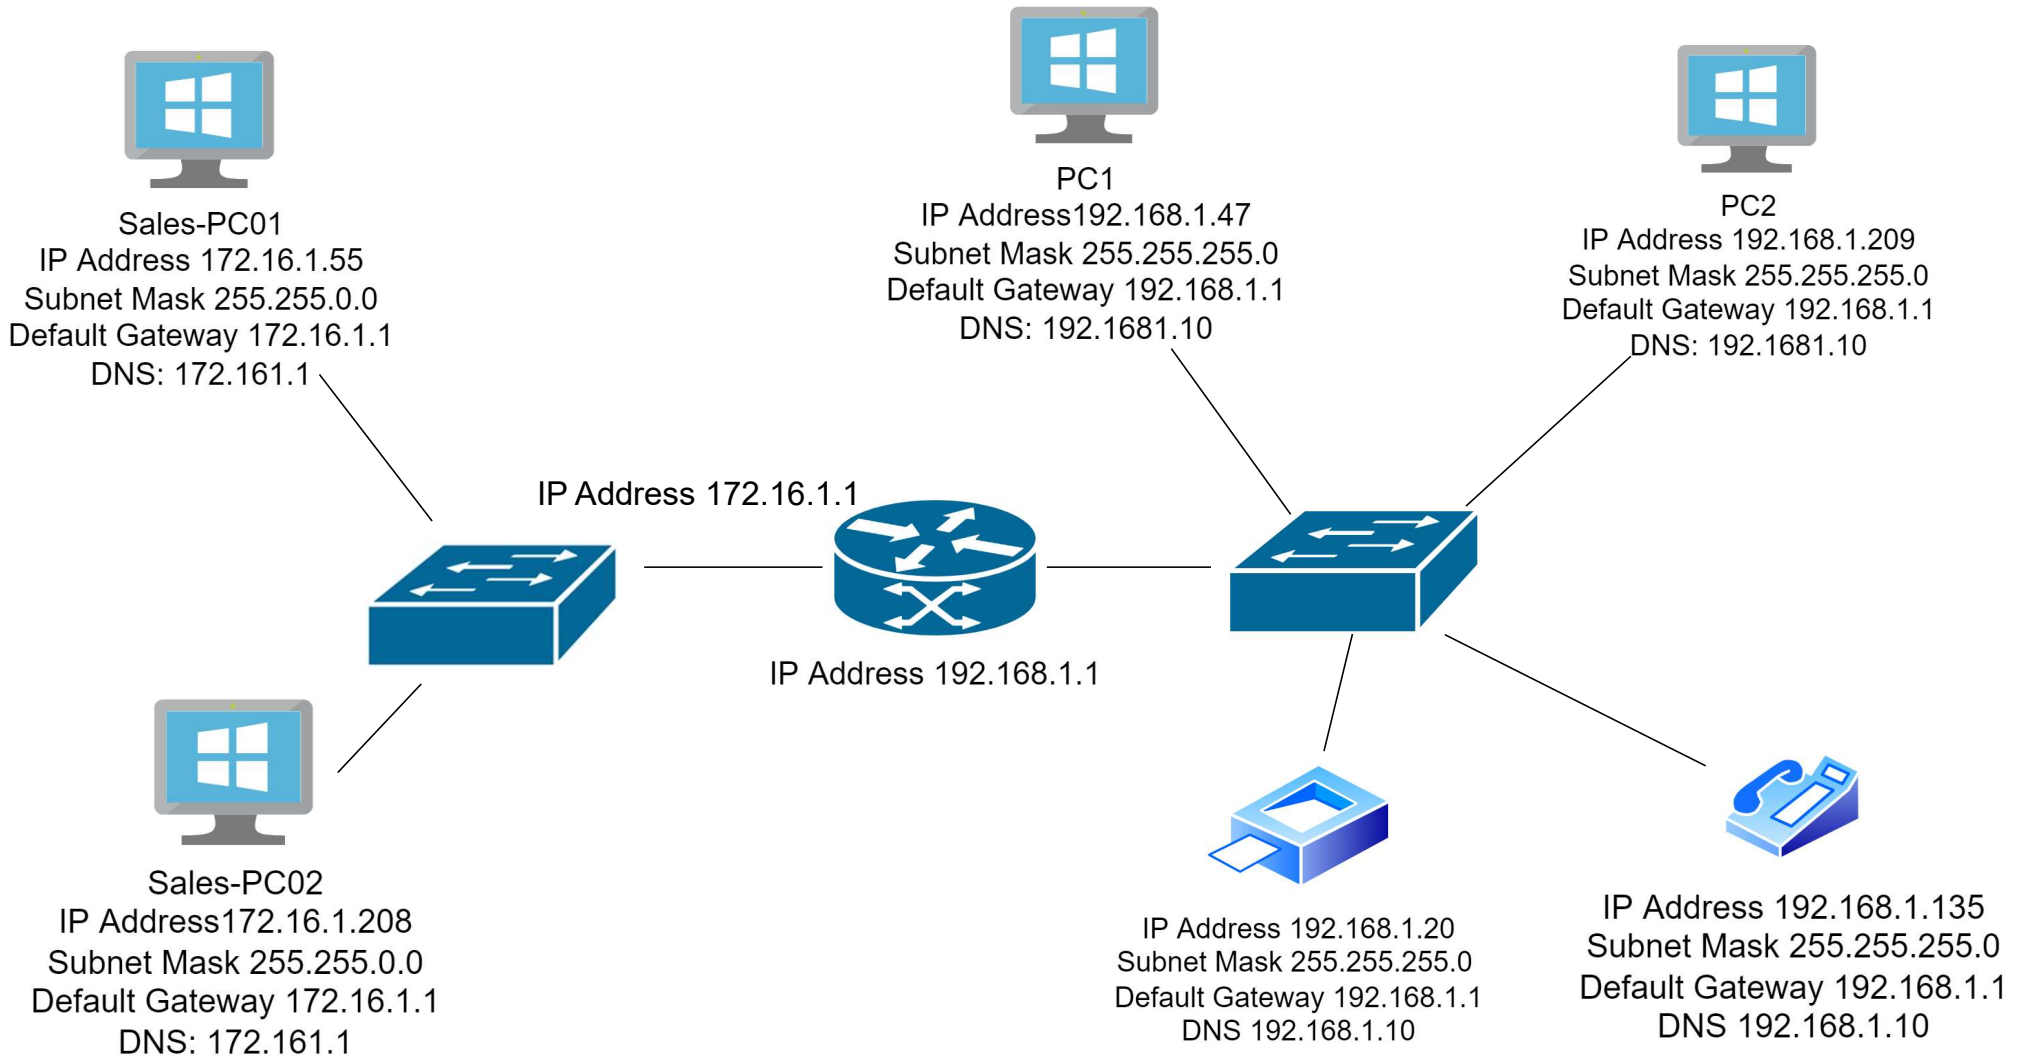 Sales-PC01
IP Address 172.16.1.55
Subnet Mask 255.255.0.0
Default Gateway 172.16.1.1
DNS: 172.161.1
PC1
IP Address192.168.1.47
Subnet Mask 255.255.255.0
Default Gateway 192.168.1.1
DNS: 192.1681.10
PC2
IP Address 192.168.1.209
Subnet Mask 255.255.255.0
Default Gateway 192.168.1.1
DNS: 192.1681.10
IP Address 172.16.1.1
IP Address 192.168.1.1
Sales-PC02
IP Address172.16.1.208
Subnet Mask 255.255.0.0
Default Gateway 172.16.1.1
DNS: 172.161.1
IP Address 192.168.1.20
Subnet Mask 255.255.255.0
Default Gateway 192.168.1.1
DNS 192.168.1.10
IP Address 192.168.1.135
Subnet Mask 255.255.255.0
Default Gateway 192.168.1.1
DNS 192.168.1.10